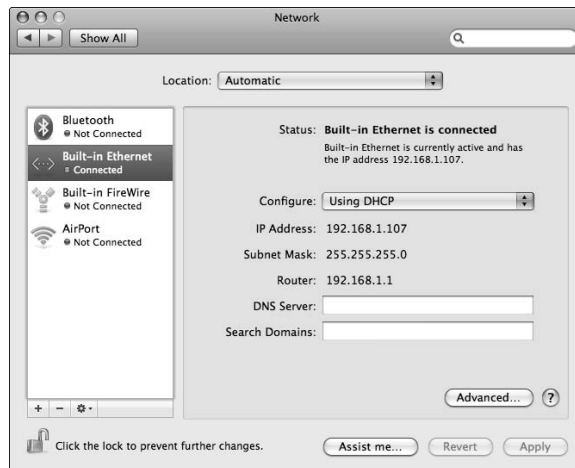 Network
Show All
Location: Automatic
Bluetooth
Not Connected
Built-in Ethernet
Connected
Built-in FireWire
Not Connected
AirPort
Not Connected
Status: Built-in Ethernet is connected
Built-in Ethernet is currently active and has
the IP address 192.168.1.107.
Configure: Using DHCP
IP Address: 192.168.1.107
Subnet Mask: 255.255.255.0
Router: 192.168.1.1
DNS Server:
Search Domains:
Advanced... ?
Click the lock to prevent further changes.
Assist me... Revert Apply